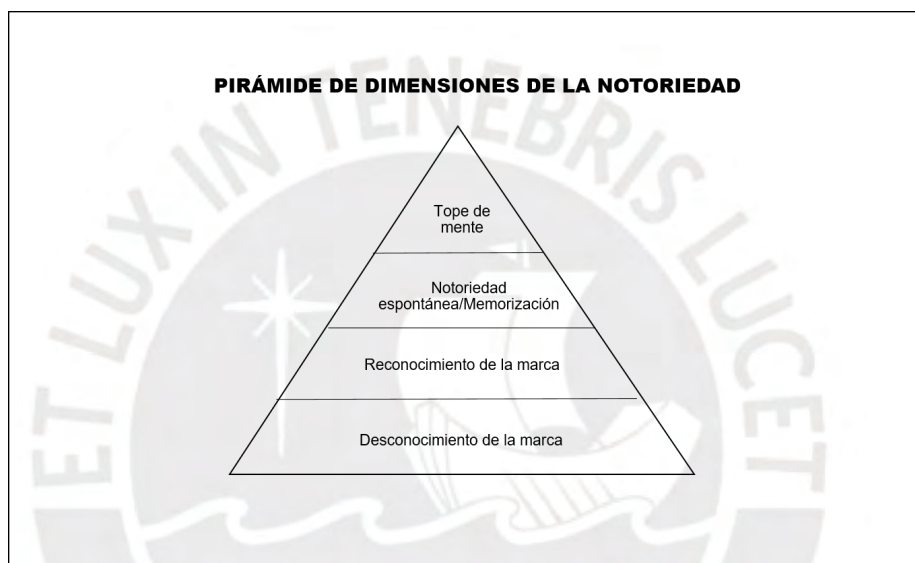 PIRÁMIDE DE DIMENSIONES DE LA NOTORIEDAD
ET LUX IN TENEBRIS LUCET
Tope de
mente
Notoriedad
espontánea/Memorización
Reconocimiento de la marca
Desconocimiento de la marca